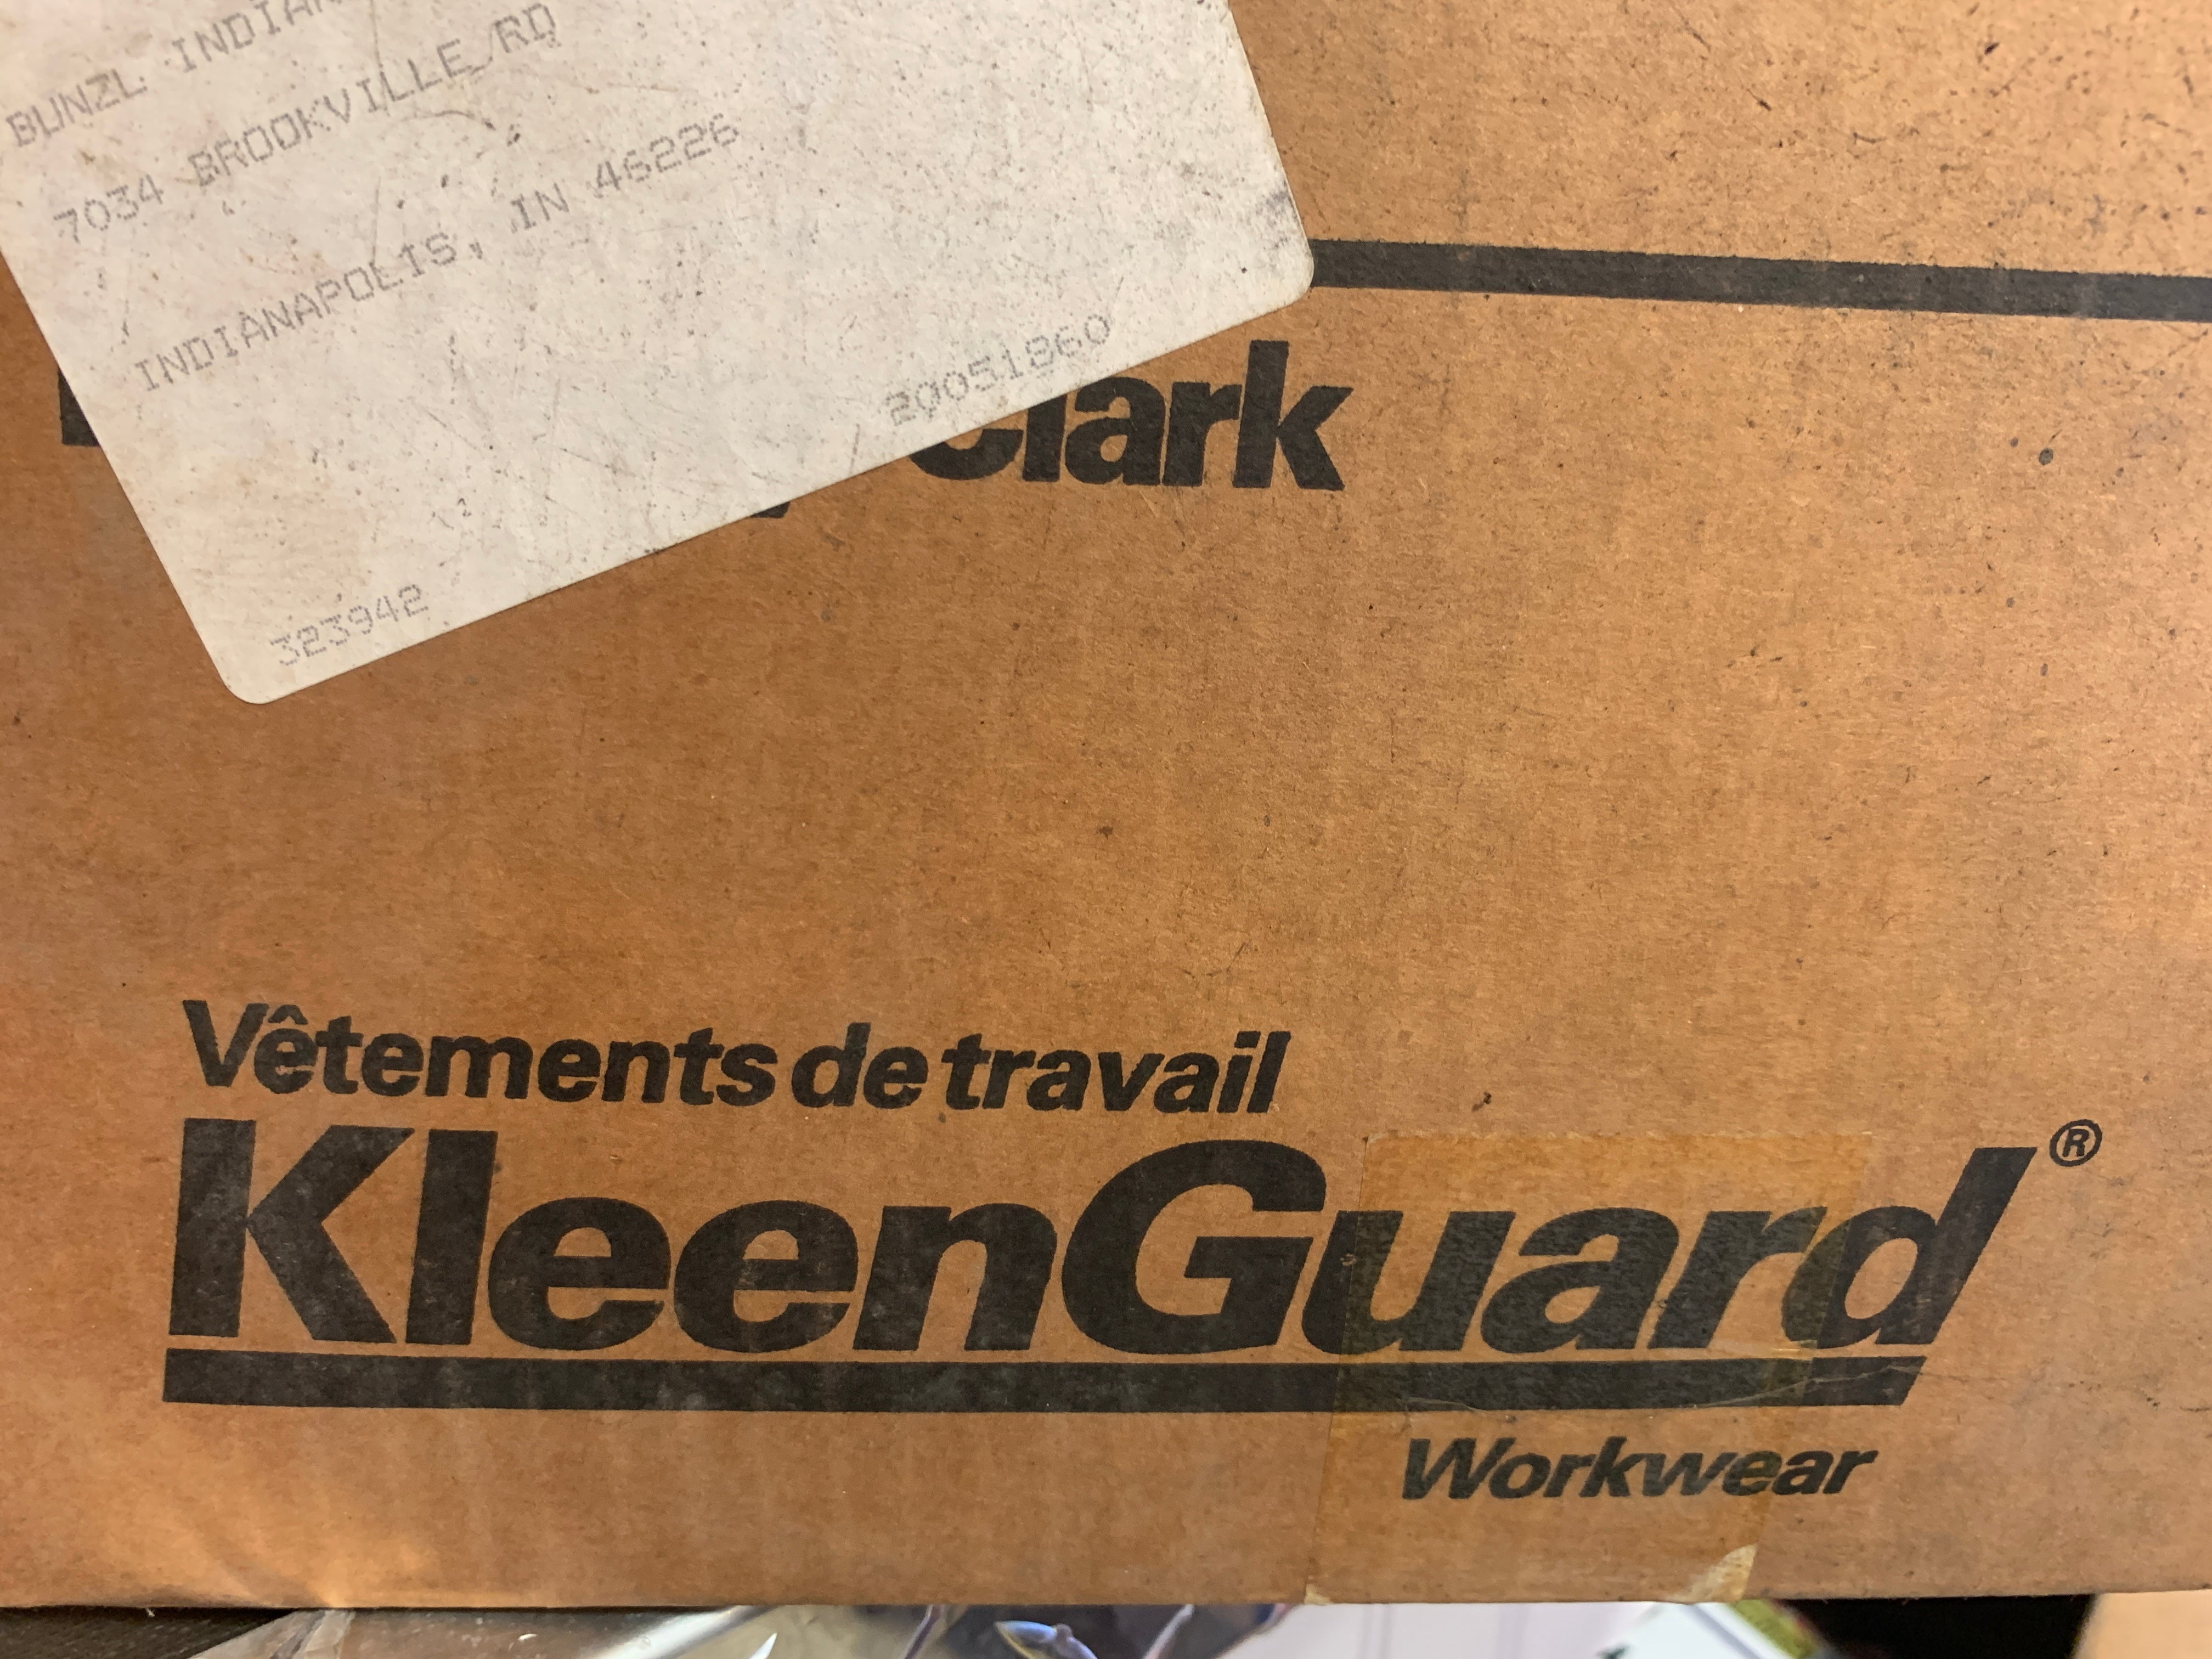 BUNZL INDIAN
7034 BROOKVILLE RD
INDIANAPOLIS, IN 46226
20051860
323942
Clark
Vêtements de travail
KleenGuard®
Workwear